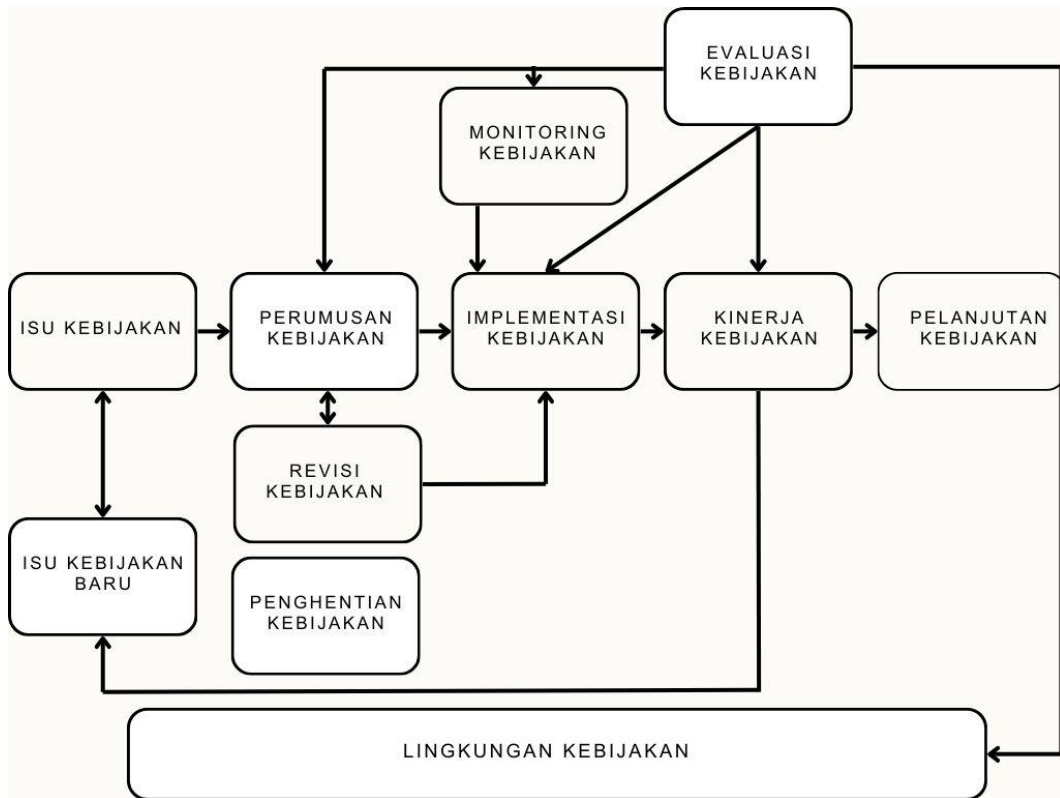 EVALUASI
KEBIJAKAN
MONITORING
KEBIJAKAN
ISU KEBIJAKAN
PERUMUSAN
KEBIJAKAN
IMPLEMENTASI
KEBIJAKAN
KINERJA
KEBIJAKAN
PELANJUTAN
KEBIJAKAN
REVISI
KEBIJAKAN
ISU KEBIJAKAN
BARU
PENGHENTIAN
KEBIJAKAN
LINGKUNGAN KEBIJAKAN